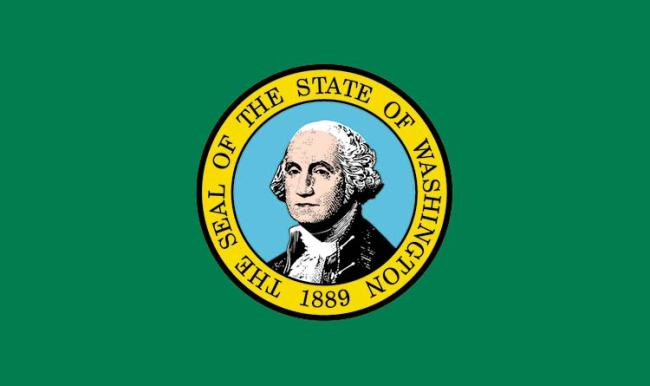 THE SEAL OF THE STATE OF WASHINGTON
1889